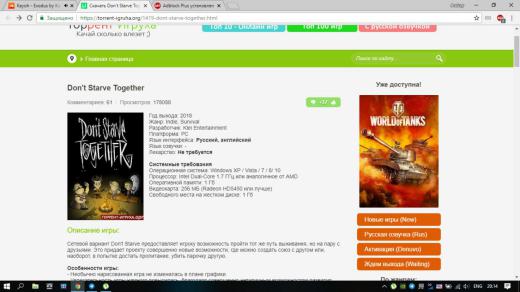 Kayoh - Exodus by K
Скачать Don't Starve To
Adblock Plus установлен
Защищено
https://torrent-igruha.org/1419-dont-starve-together.html
Торрент Игруха
Качай сколько влезет ;)
Топ 10 - Онлайн игр
Топ 100 игр
С русской озвучкой
Главная страница
Поиск по сайту...
Don't Starve Together
Комментариев: 61
Просмотров: 178088
+37
Don't Starve
TOGETHER
TORRENT-IGRUHA.ORG
Год выхода: 2016
Жанр: Indie, Survival
Разработчик: Klei Entertainment
Платформа: PC
Язык интерфейса: Русский, английский
Язык озвучки: -
Лекарство: Не требуется
Системные требования
Операционная система: Windows XP / Vista / 7 / 8 / 10
Процессор: Intel Dual-Core 1.7 ГГц или аналогичное от AMD
Оперативной памяти: 1 Гб
Видеокарта: 256 МБ (Radeon HD5450 или лучше)
Свободного места на жестком диске: 1 Гб
Описание игры:
Сетевой вариант Don't Starve предоставляет игроку возможность пройти тот же путь выживания, но на пару с
друзьями. Это придает проекту совершенно новые возможности, где можно создать союз с другом или,
наоборот, в попытке достать пропитание, убить парочку другую.
Особенности игры:
- Необычно нарисованная игра не изменилась в плане графики
Уже доступна!
WORLD OF TANKS
Новые игры (New)
Русская озвучка (Rus)
Активация (Denuvo)
Ждем выхода (Waiting)
По жанрам:
20:14